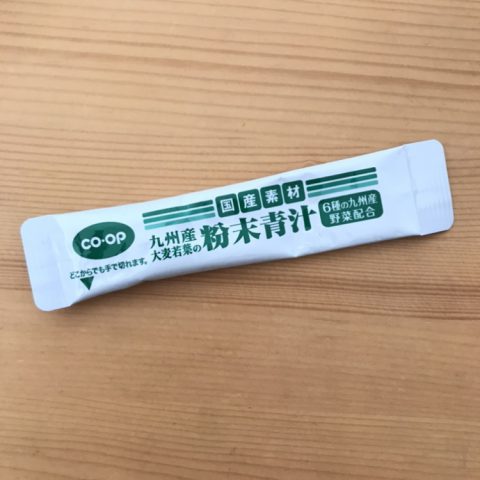 国産素材
CO·OP
九州産
大麦若葉の
粉末青汁
6種の九州産
野菜配合
どこからでも手で切れます。